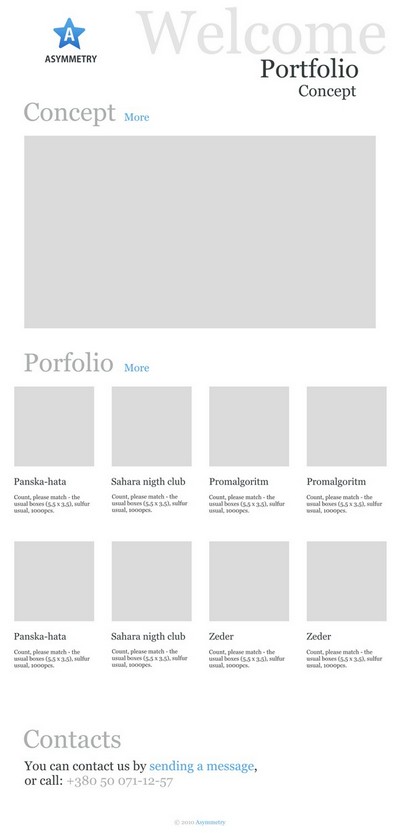 Welcome
A
ASYMMETRY
Portfolio
Concept
Concept More
Porfolio More
Panska-hata
Count, please match - the
usual boxes (5,5 x 3,5), sulfur
usual, 1000pcs.
Sahara nigth club
Count, please match - the
usual boxes (5,5 x 3,5), sulfur
usual, 1000pcs.
Promalgoritm
Count, please match - the
usual boxes (5,5 x 3,5), sulfur
usual, 1000pcs.
Promalgoritm
Count, please match - the
usual boxes (5,5 x 3,5), sulfur
usual, 1000pcs.
Panska-hata
Count, please match - the
usual boxes (5,5 x 3,5), sulfur
usual, 1000pcs.
Sahara nigth club
Count, please match - the
usual boxes (5,5 x 3,5), sulfur
usual, 1000pcs.
Zeder
Count, please match - the
usual boxes (5,5 x 3,5), sulfur
usual, 1000pcs.
Zeder
Count, please match - the
usual boxes (5,5 x 3,5), sulfur
usual, 1000pcs.
Contacts
You can contact us by sending a message,
or call: +380 50 071-12-57
© 2010 Asymmetry